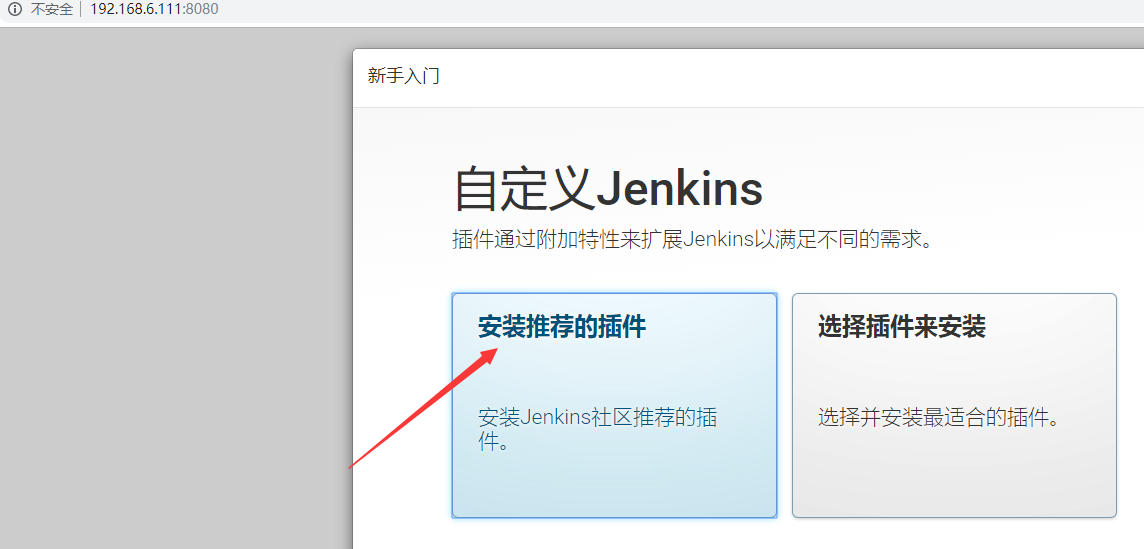 不安全 192.168.6.111:8080
新手入门
自定义Jenkins
插件通过附加特性来扩展Jenkins以满足不同的需求。
安装推荐的插件
安装Jenkins社区推荐的插
件。
选择插件来安装
选择并安装最适合的插件。